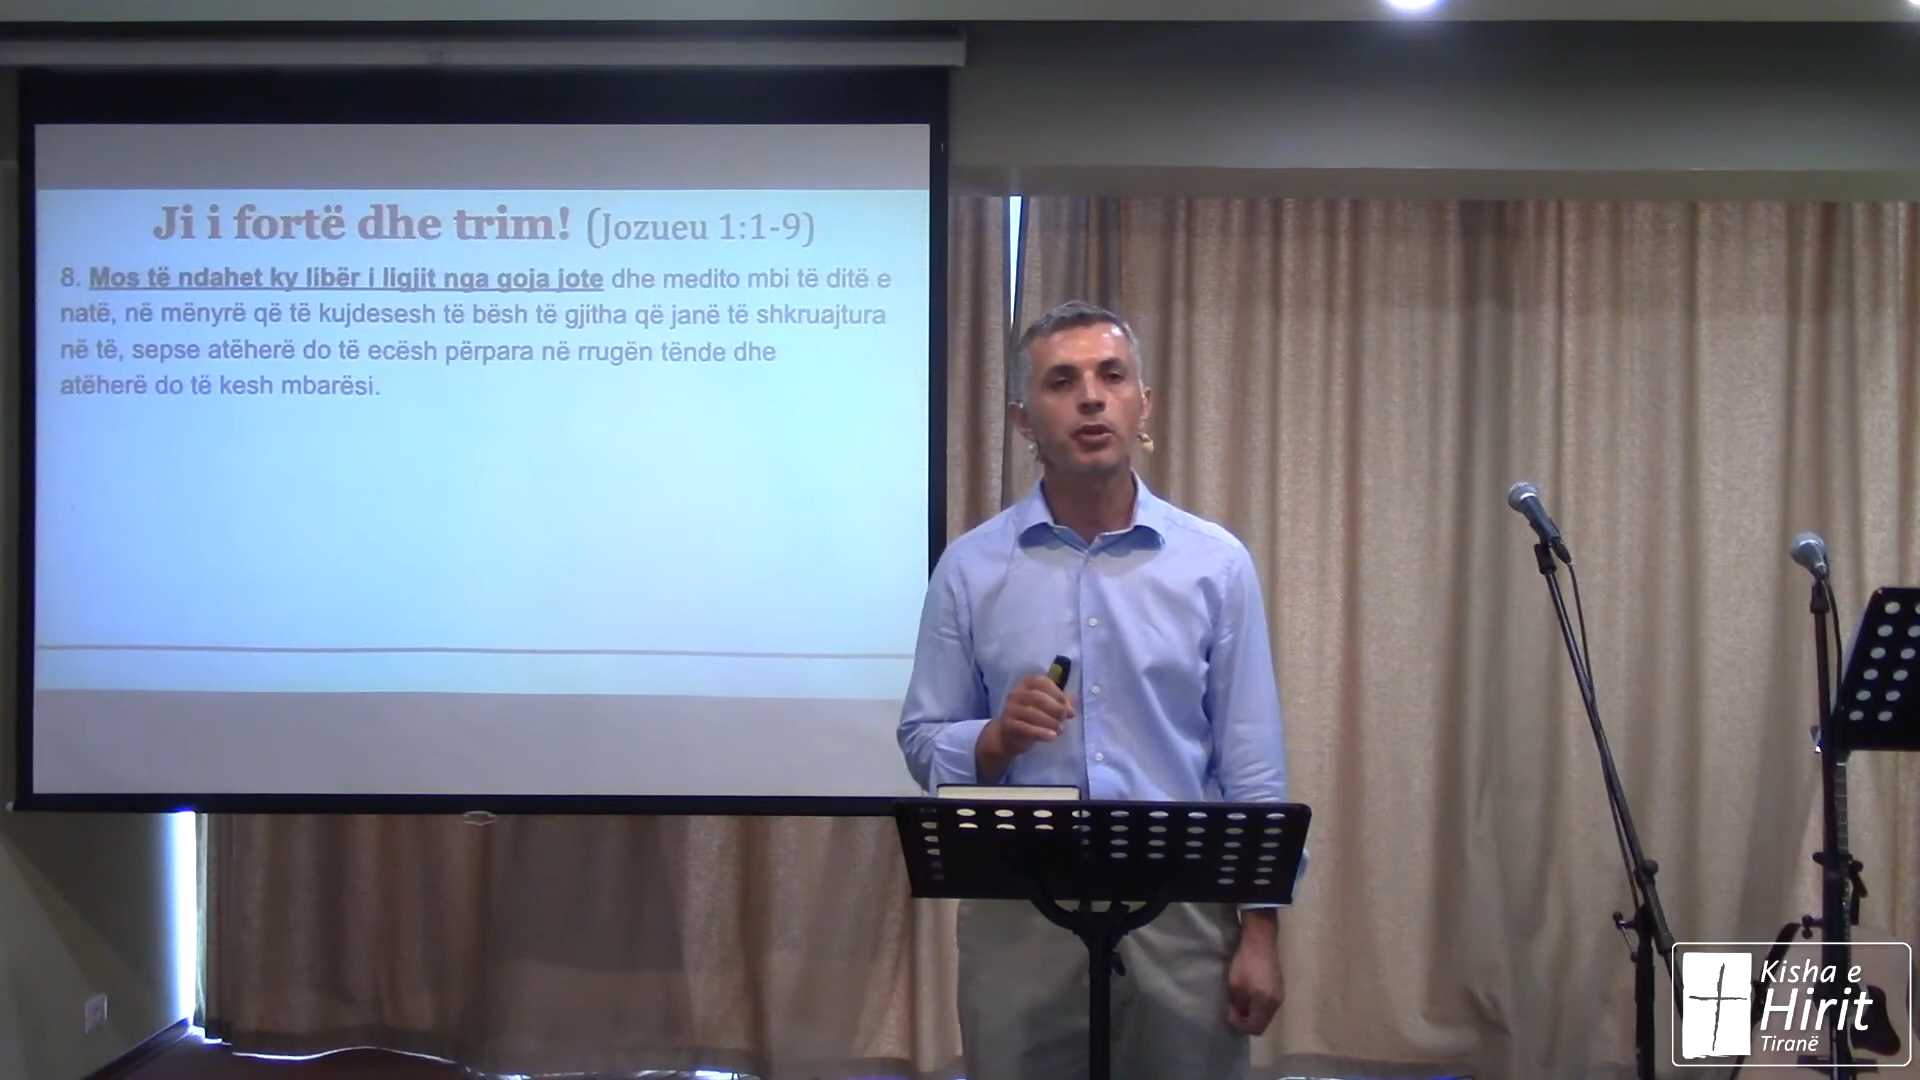 Ji i fortë dhe trim! (Jozueu 1:1-9)
8. Mos të ndahet ky libër i ligjit nga goja jote dhe medito mbi të ditë e
natë, në mënyrë që të kujdesesh të bësh të gjitha që janë të shkruajtura
në të, sepse atëherë do të ecësh përpara në rrugën tënde dhe
atëherë do të kesh mbarësi.
Kisha e
Hirit
Tiranë